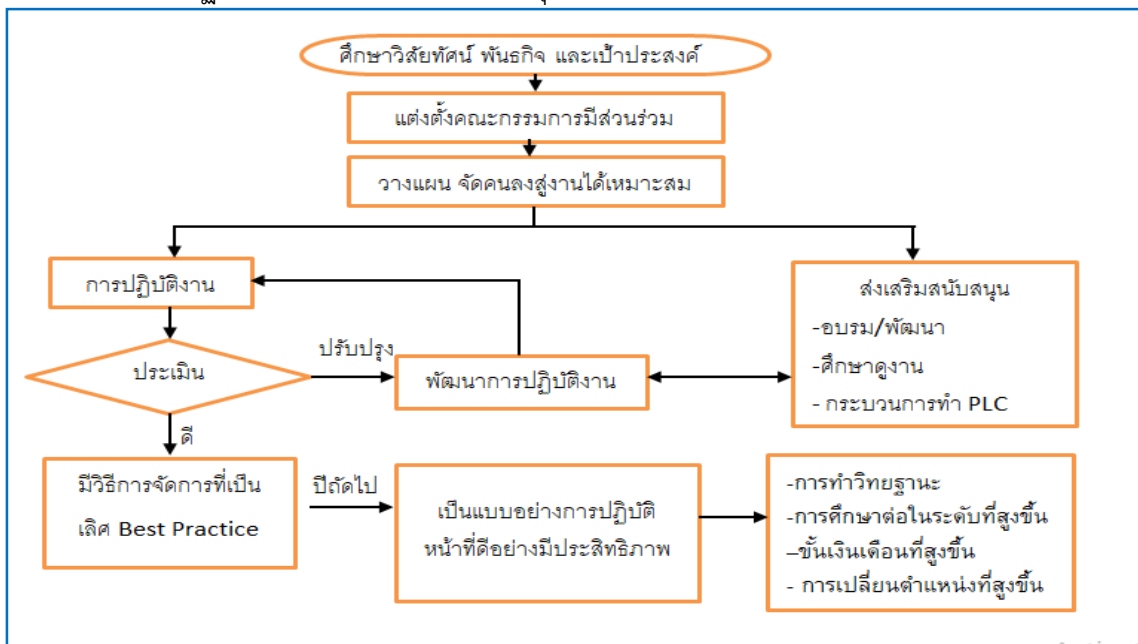 ศึกษาวิสัยทัศน์ พันธกิจ และเป้าประสงค์
แต่งตั้งคณะกรรมการมีส่วนร่วม
วางแผน จัดคนลงสู่งานได้เหมาะสม
การปฏิบัติงาน
ส่งเสริมสนับสนุน
-อบรม/พัฒนา
-ศึกษาดูงาน
- กระบวนการทำ PLC
ประเมิน
ปรับปรุง
พัฒนาการปฏิบัติงาน
ดี
มีวิธีการจัดการที่เป็น
เลิศ Best Practice
ปีถัดไป
เป็นแบบอย่างการปฏิบัติ
หน้าที่ดีอย่างมีประสิทธิภาพ
-การทำวิทยฐานะ
-การศึกษาต่อในระดับที่สูงขึ้น
–ขั้นเงินเดือนที่สูงขึ้น
- การเปลี่ยนตำแหน่งที่สูงขึ้น